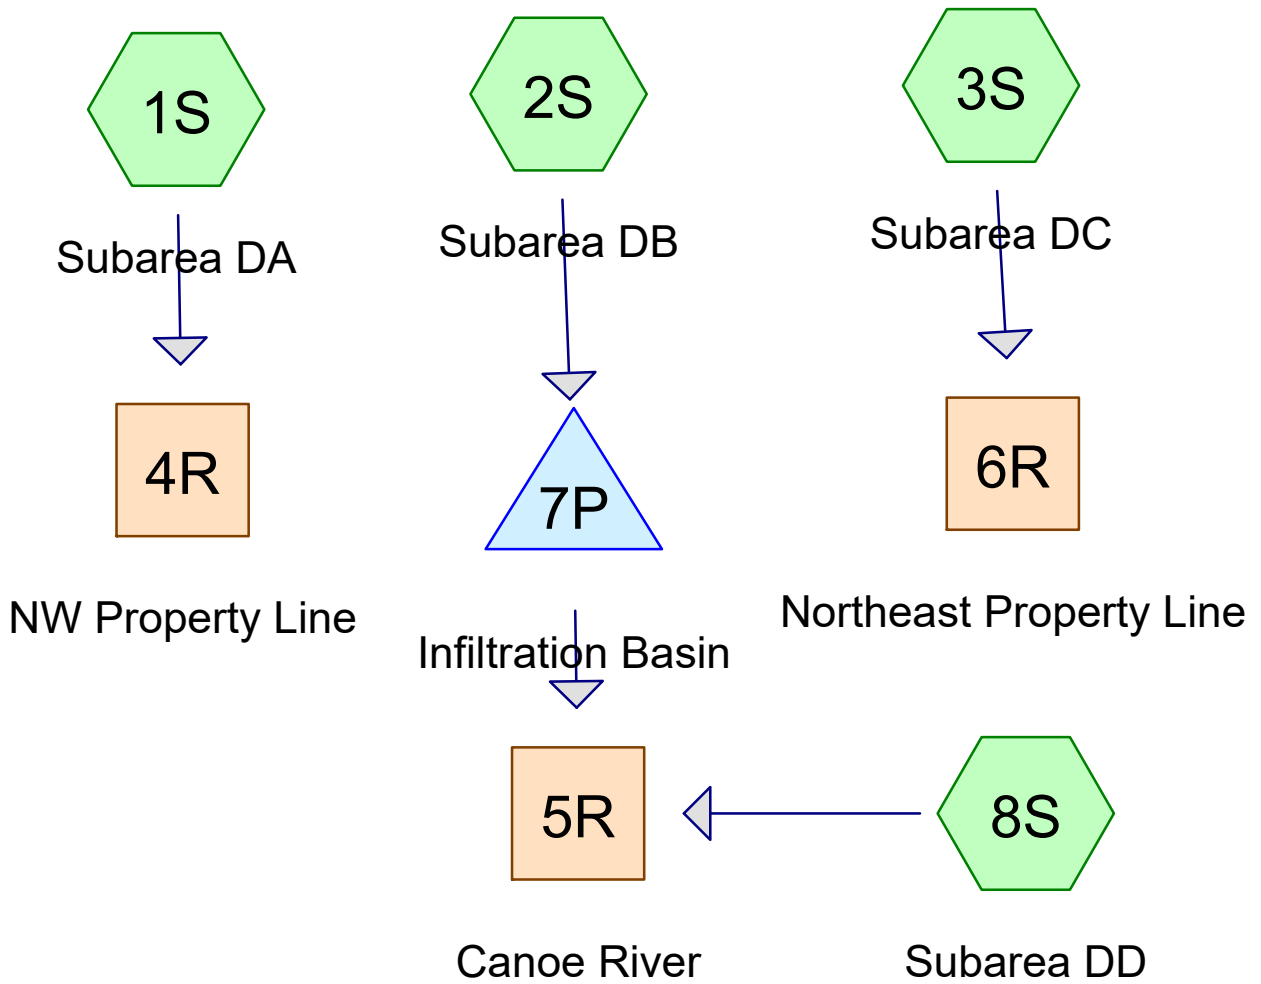 1S
2S
3S
Subarea DA
Subarea DB
Subarea DC
4R
7P
6R
NW Property Line
Infiltration Basin
Northeast Property Line
5R
8S
Canoe River
Subarea DD